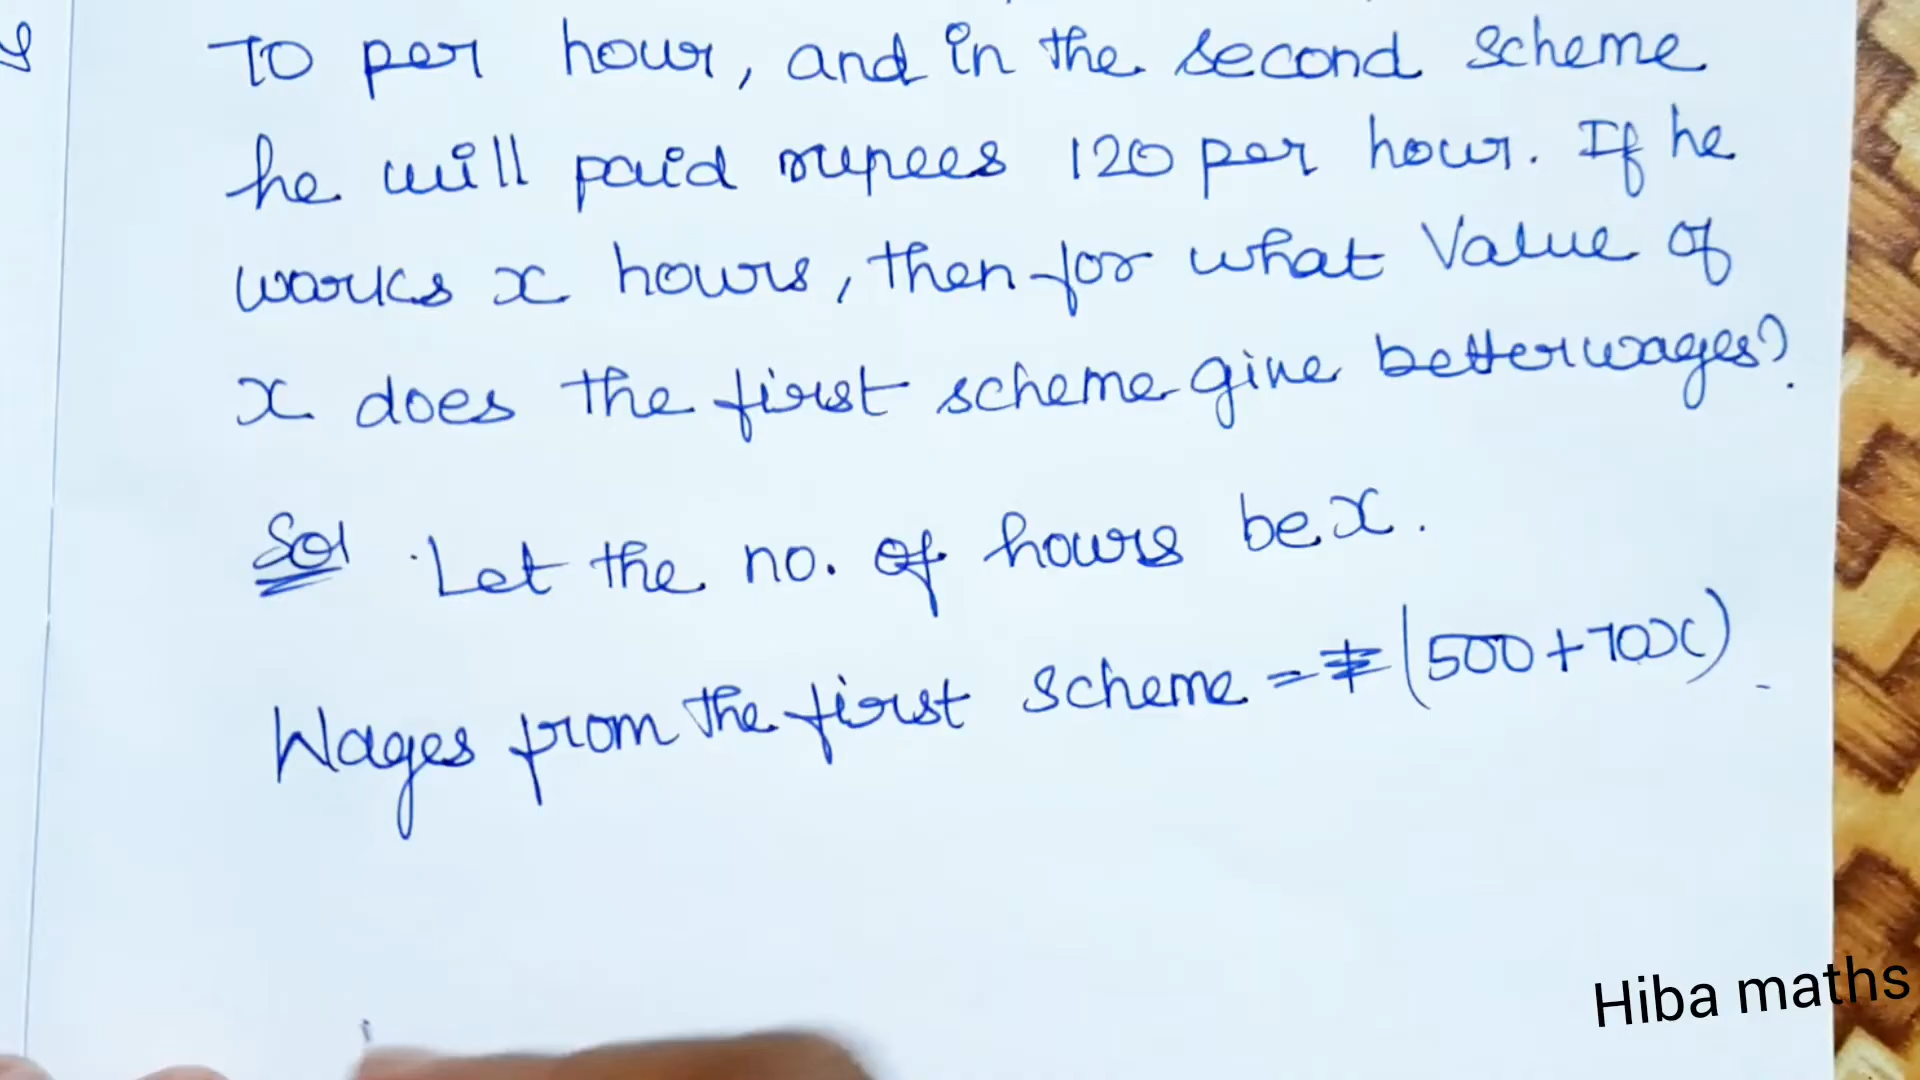 70 per hour, and in the second scheme
he will paid rupees 120 per hour. If he
works x hours, then for what value of
x does the first scheme give better wages?
Sol Let the no. of hours be x.
Wages from the first scheme = ₹ (500 + 70x)
Hiba maths